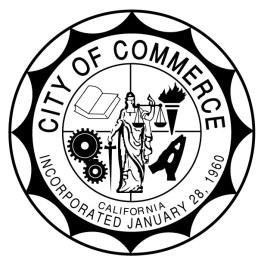 CITY OF COMMERCE
CALIFORNIA
INCORPORATED JANUARY 28, 1960